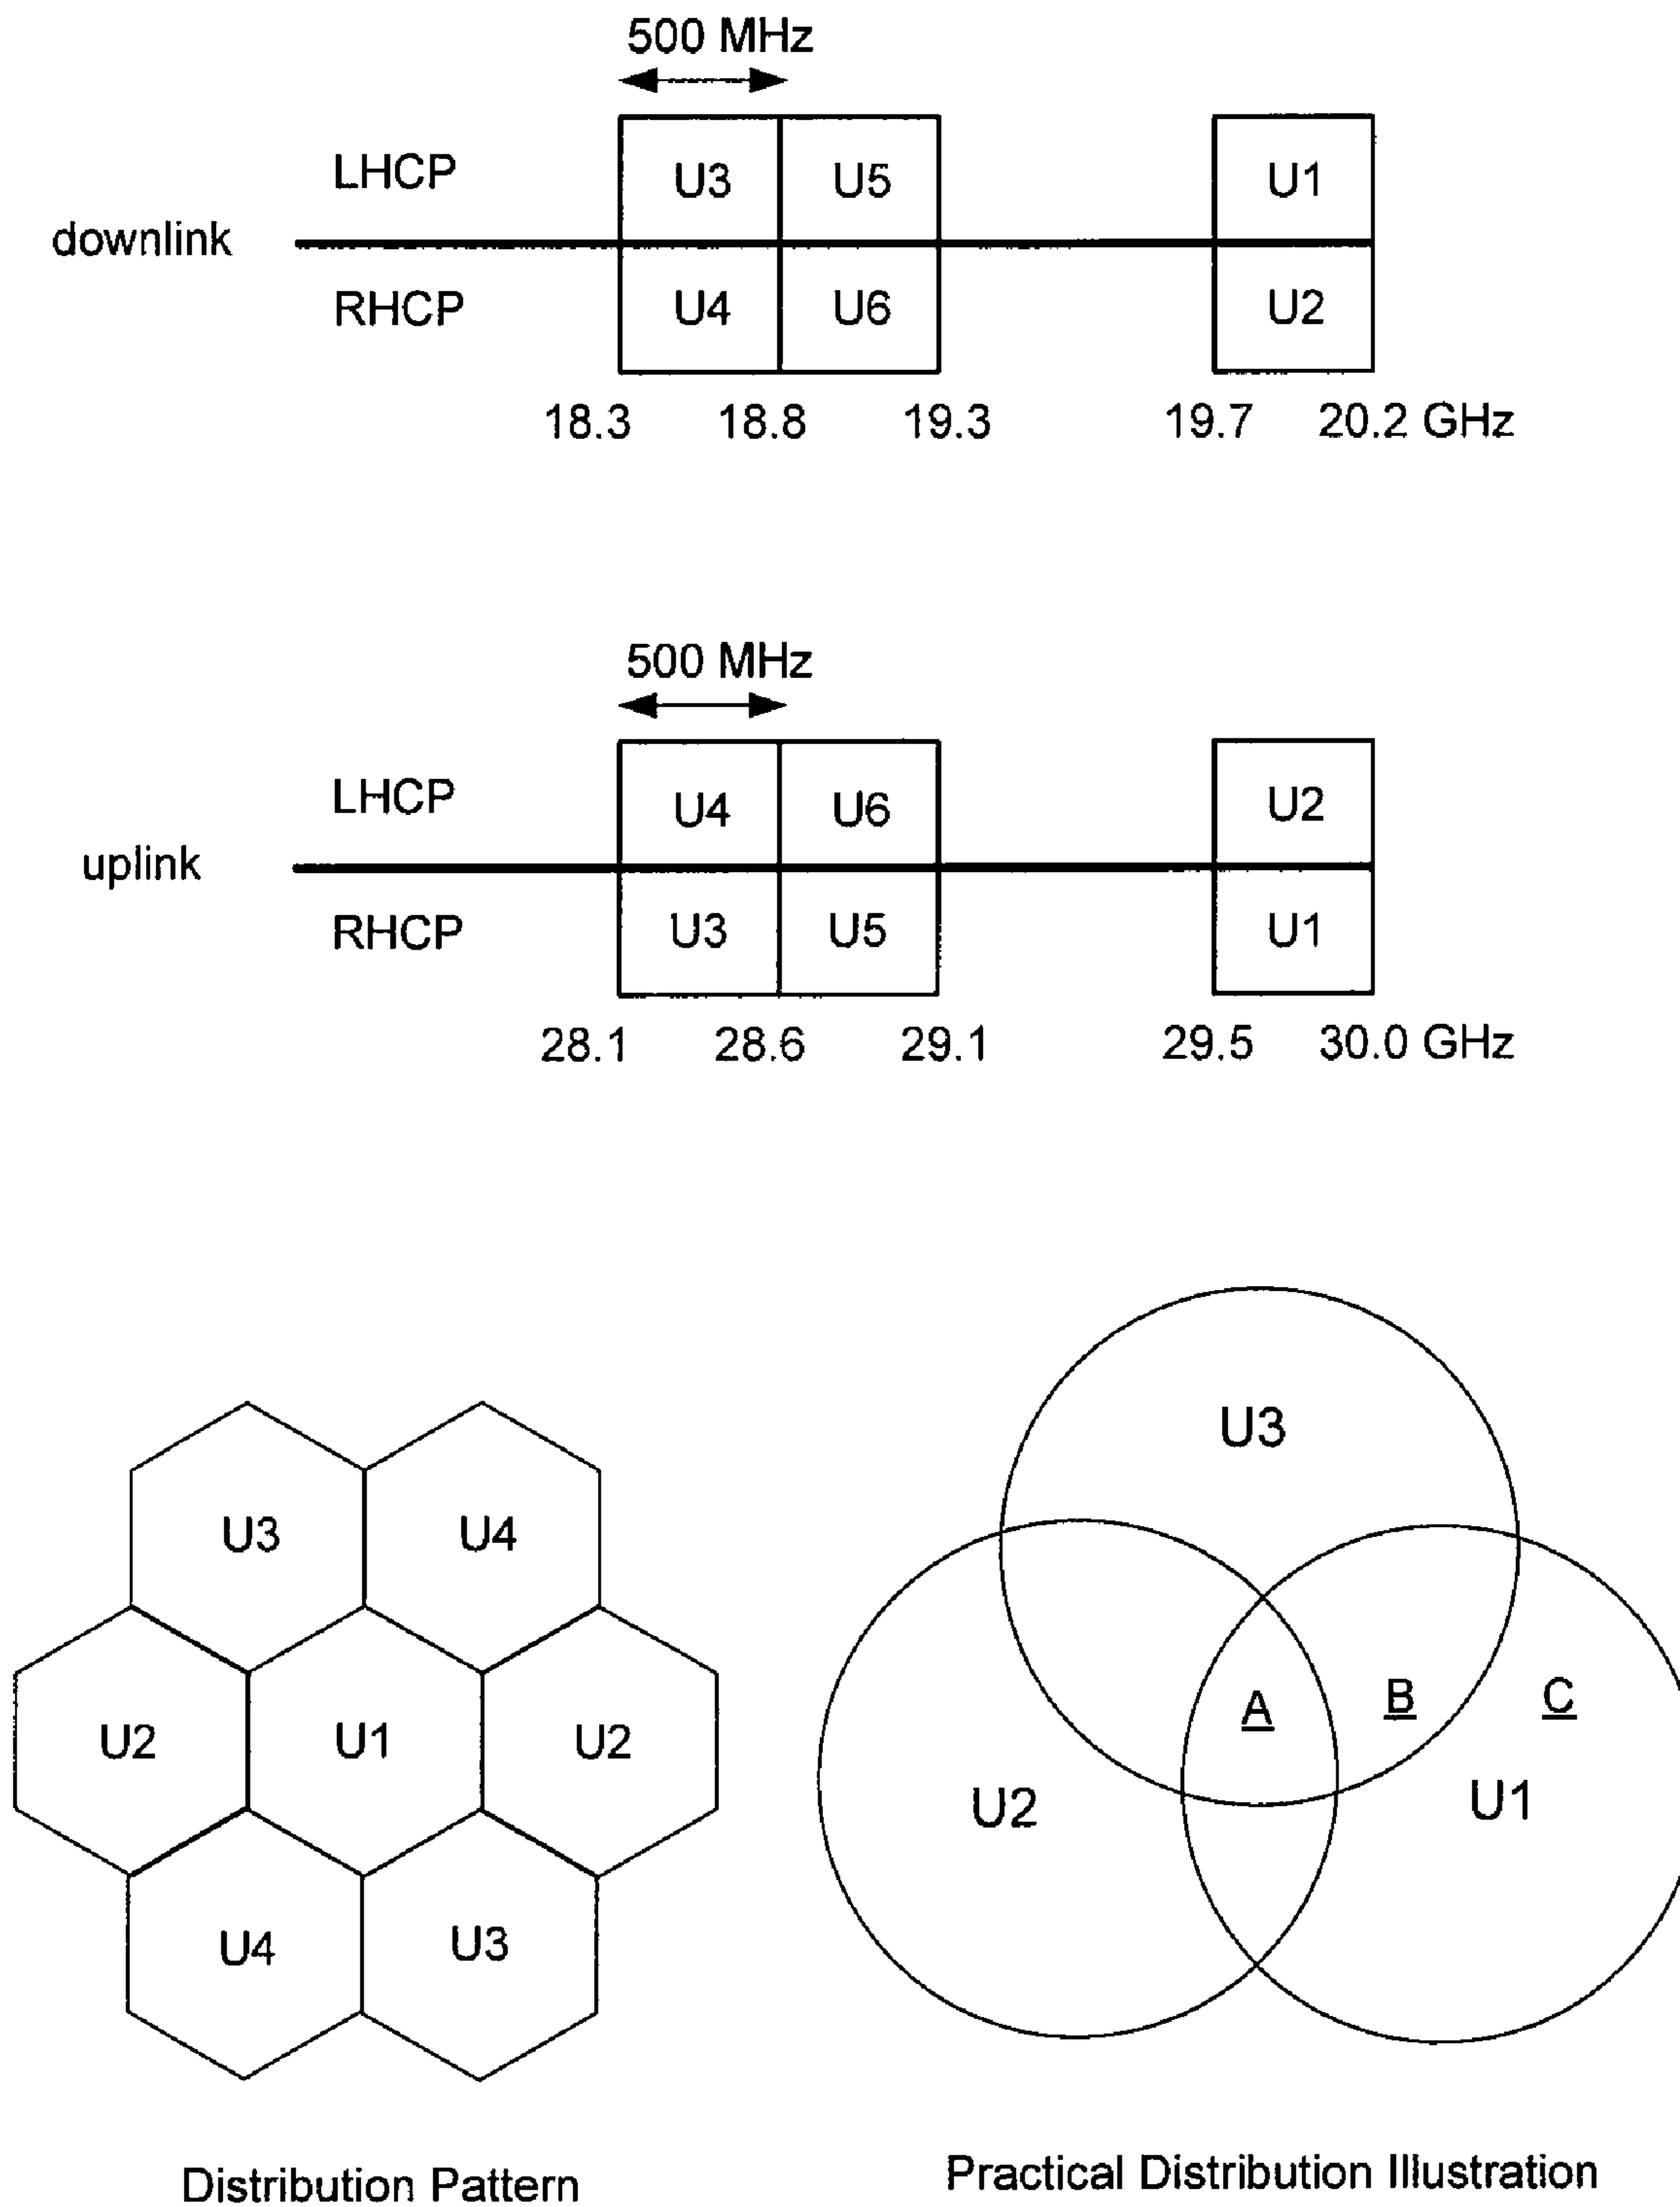 500 MHz
LHCP U3 U5 U1
downlink
RHCP U4 U6 U2
18.3 18.8 19.3 19.7 20.2 GHz
500 MHz
LHCP U4 U6 U2
uplink
RHCP U3 U5 U1
28.1 28.6 29.1 29.5 30.0 GHz
U3 U4
U2 U1 U2
U4 U3
Distribution Pattern
U3
A B C
U2 U1
Practical Distribution Illustration